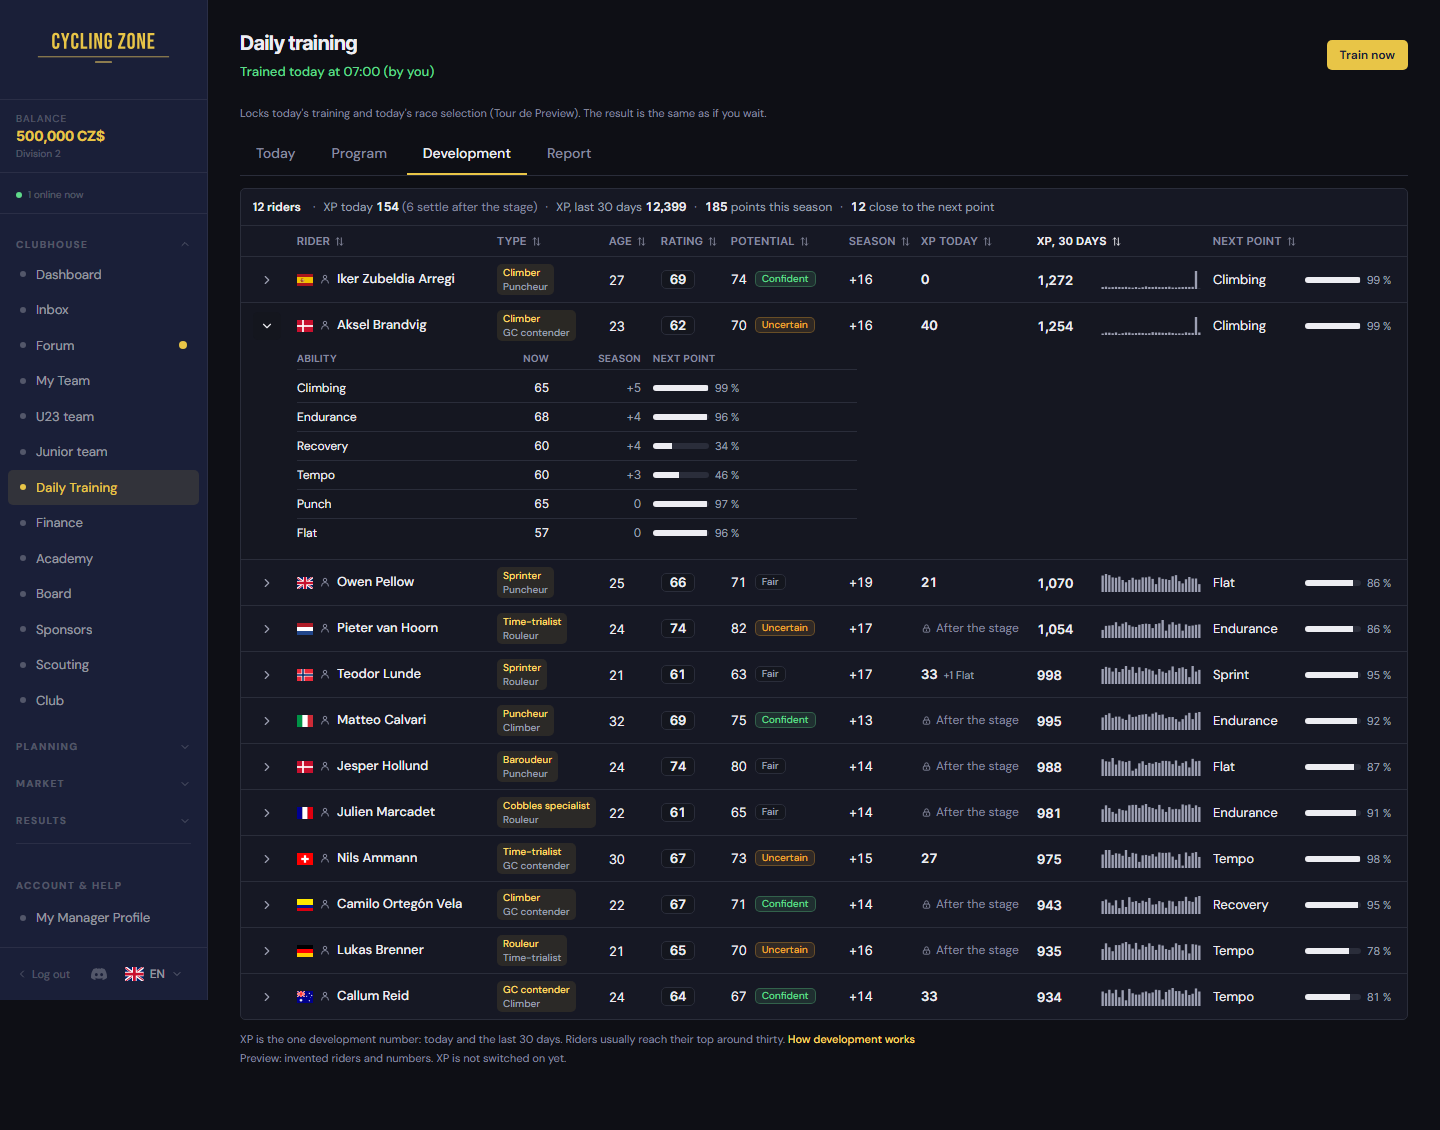 CYCLING ZONE
BALANCE
500,000 CZ$
Division 2
1 online now
CLUBHOUSE
Dashboard
Inbox
Forum
My Team
U23 team
Junior team
Daily Training
Finance
Academy
Board
Sponsors
Scouting
Club
PLANNING
MARKET
RESULTS
ACCOUNT & HELP
My Manager Profile
Log out EN
Daily training
Trained today at 07:00 (by you)
Train now
Locks today's training and today's race selection (Tour de Preview). The result is the same as if you wait.
Today Program Development Report
12 riders · XP today 154 (6 settle after the stage) · XP, last 30 days 12,399 · 185 points this season · 12 close to the next point
RIDER TYPE AGE RATING POTENTIAL SEASON XP TODAY XP, 30 DAYS NEXT POINT
Iker Zubeldia Arregi Climber Puncheur 27 69 74 Confident +16 0 1,272 Climbing 99 %
Aksel Brandvig Climber GC contender 23 62 70 Uncertain +16 40 1,254 Climbing 99 %
ABILITY NOW SEASON NEXT POINT
Climbing 65 +5 99 %
Endurance 68 +4 96 %
Recovery 60 +4 34 %
Tempo 60 +3 46 %
Punch 65 0 97 %
Flat 57 0 96 %
Owen Pellow Sprinter Puncheur 25 66 71 Fair +19 21 1,070 Flat 86 %
Pieter van Hoorn Time-trialist Rouleur 24 74 82 Uncertain +17 After the stage 1,054 Endurance 86 %
Teodor Lunde Sprinter Rouleur 21 61 63 Fair +17 33 +1 Flat 998 Sprint 95 %
Matteo Calvari Puncheur Climber 32 69 75 Confident +13 After the stage 995 Endurance 92 %
Jesper Hollund Baroudeur Puncheur 24 74 80 Fair +14 After the stage 988 Flat 87 %
Julien Marcadet Cobbles specialist Rouleur 22 61 65 Fair +14 After the stage 981 Endurance 91 %
Nils Ammann Time-trialist GC contender 30 67 73 Uncertain +15 27 975 Tempo 98 %
Camilo Ortegón Vela Climber GC contender 22 67 71 Confident +14 After the stage 943 Recovery 95 %
Lukas Brenner Rouleur Time-trialist 21 65 70 Uncertain +16 After the stage 935 Tempo 78 %
Callum Reid GC contender Climber 24 64 67 Confident +14 33 934 Tempo 81 %
XP is the one development number: today and the last 30 days. Riders usually reach their top around thirty. How development works
Preview: invented riders and numbers. XP is not switched on yet.